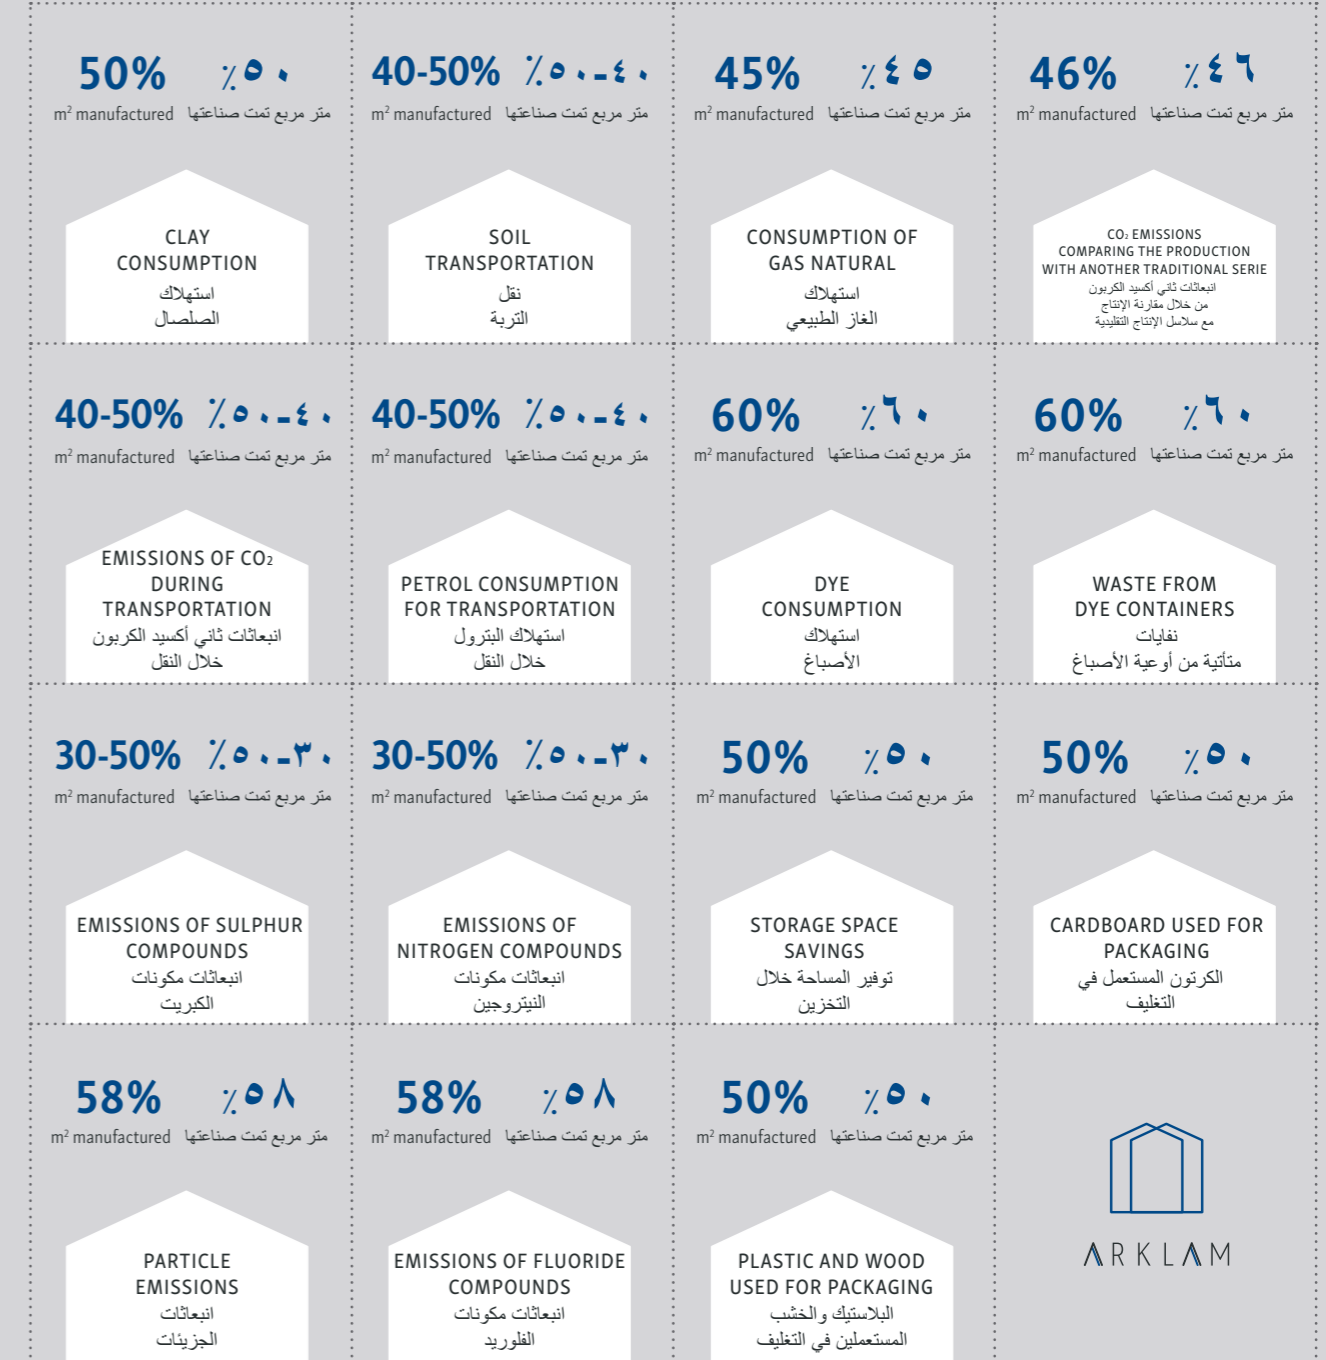 50% ٪٥٠
m² manufactured متر مربع تمت صناعتها
CLAY
CONSUMPTION
استهلاك
الصلصال
40-50% ٪٥٠-٤٠
m² manufactured متر مربع تمت صناعتها
SOIL
TRANSPORTATION
نقل
التربة
45% ٪٤٥
m² manufactured متر مربع تمت صناعتها
CONSUMPTION OF
GAS NATURAL
استهلاك
الغاز الطبيعي
46% ٪٤٦
m² manufactured متر مربع تمت صناعتها
CO₂ EMISSIONS
COMPARING THE PRODUCTION
WITH ANOTHER TRADITIONAL SERIE
انبعاثات ثاني أكسيد الكربون
من خلال مقارنة الإنتاج
مع سلاسل الإنتاج التقليدية
40-50% ٪٥٠-٤٠
m² manufactured متر مربع تمت صناعتها
EMISSIONS OF CO₂
DURING
TRANSPORTATION
انبعاثات ثاني أكسيد الكربون
خلال النقل
40-50% ٪٥٠-٤٠
m² manufactured متر مربع تمت صناعتها
PETROL CONSUMPTION
FOR TRANSPORTATION
استهلاك البترول
خلال النقل
60% ٪٦٠
m² manufactured متر مربع تمت صناعتها
DYE
CONSUMPTION
استهلاك
الأصباغ
60% ٪٦٠
m² manufactured متر مربع تمت صناعتها
WASTE FROM
DYE CONTAINERS
نفايات
متأتية من أوعية الأصباغ
30-50% ٪٥٠-٣٠
m² manufactured متر مربع تمت صناعتها
EMISSIONS OF SULPHUR
COMPOUNDS
انبعاثات مكونات
الكبريت
30-50% ٪٥٠-٣٠
m² manufactured متر مربع تمت صناعتها
EMISSIONS OF
NITROGEN COMPOUNDS
انبعاثات مكونات
النيتروجين
50% ٪٥٠
m² manufactured متر مربع تمت صناعتها
STORAGE SPACE
SAVINGS
توفير المساحة خلال
التخزين
50% ٪٥٠
m² manufactured متر مربع تمت صناعتها
CARDBOARD USED FOR
PACKAGING
الكرتون المستعمل في
التغليف
58% ٪٥٨
m² manufactured متر مربع تمت صناعتها
PARTICLE
EMISSIONS
انبعاثات
الجزيئات
58% ٪٥٨
m² manufactured متر مربع تمت صناعتها
EMISSIONS OF FLUORIDE
COMPOUNDS
انبعاثات مكونات
الفلوريد
50% ٪٥٠
m² manufactured متر مربع تمت صناعتها
PLASTIC AND WOOD
USED FOR PACKAGING
البلاستيك والخشب
المستعملين في التغليف
ARKLAM